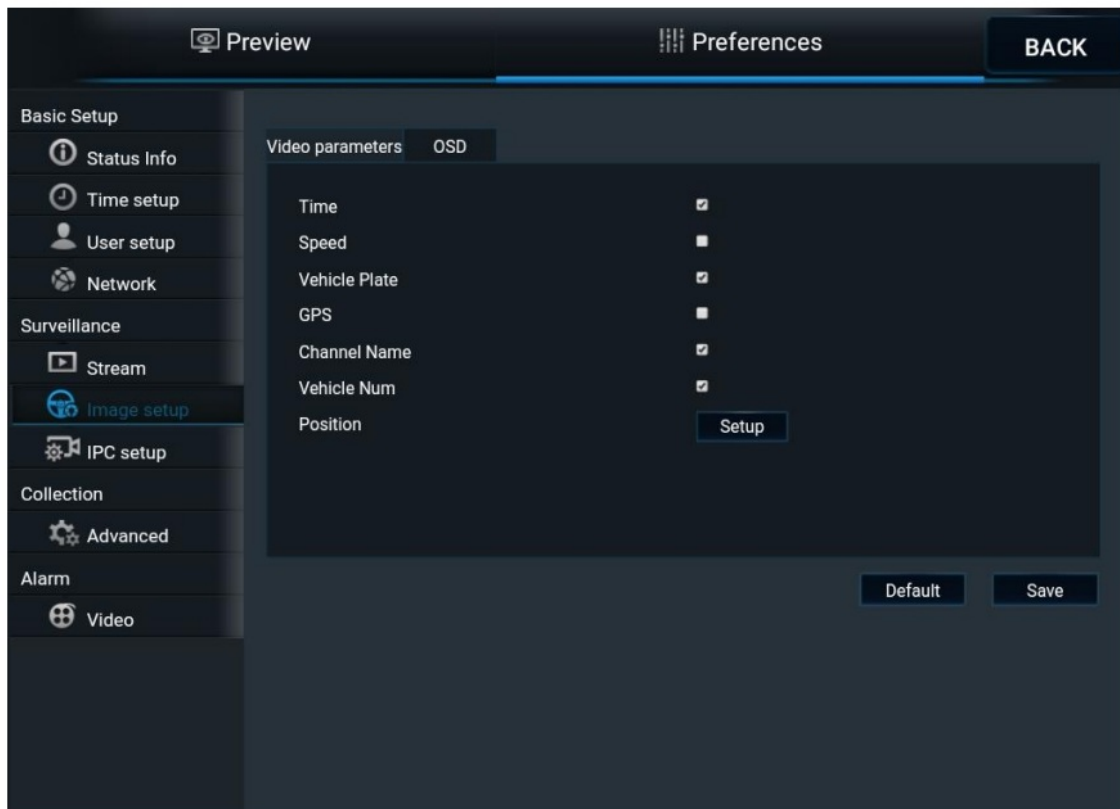 Preview
Preferences
BACK
Basic Setup
Status Info
Time setup
User setup
Network
Surveillance
Stream
Image setup
IPC setup
Collection
Advanced
Alarm
Video
Video parameters
OSD
Time
Speed
Vehicle Plate
GPS
Channel Name
Vehicle Num
Position
Setup
Default
Save